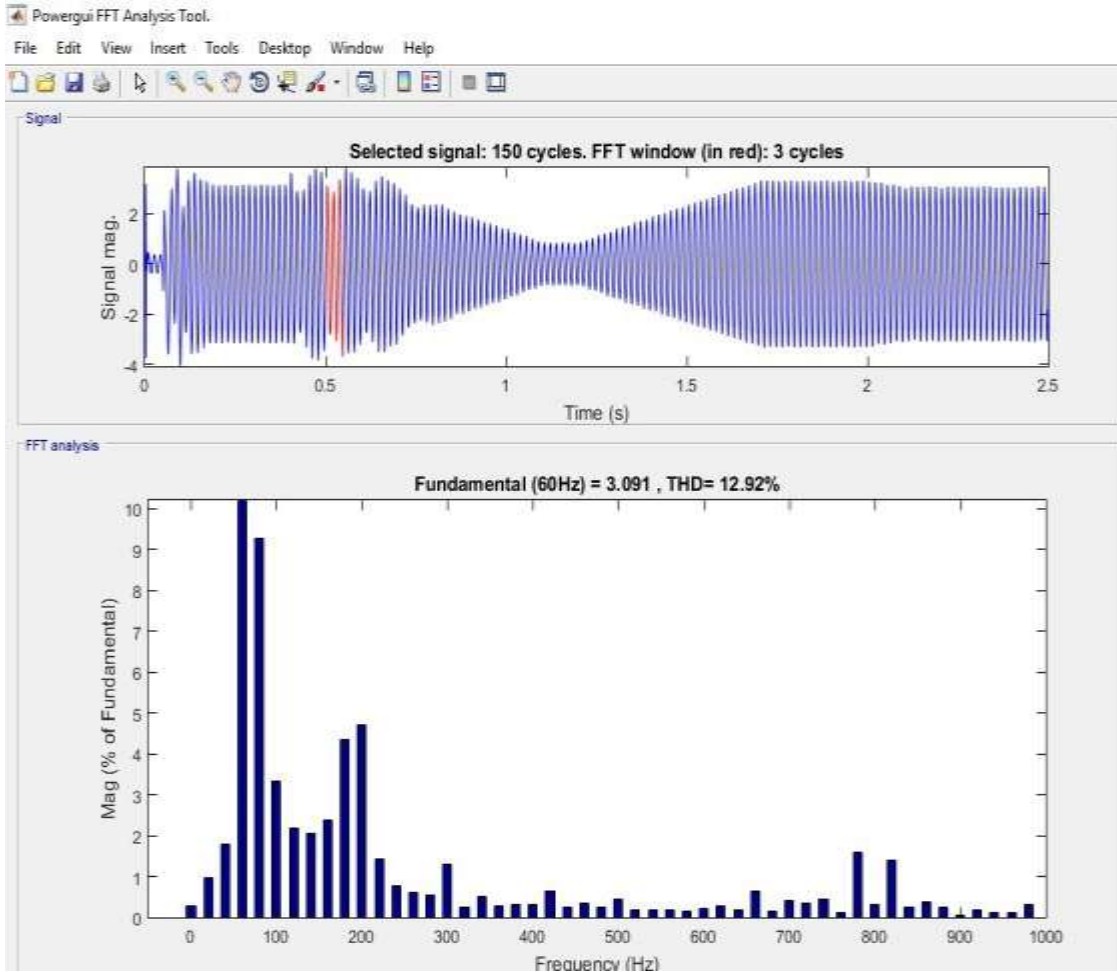 Powergui FFT Analysis Tool.
File Edit View Insert Tools Desktop Window Help
Signal
Selected signal: 150 cycles. FFT window (in red): 3 cycles
Signal mag.
2
0
-2
-4
0 0.5 1 1.5 2 2.5
Time (s)
FFT analysis
Fundamental (60Hz) = 3.091 , THD= 12.92%
Mag (% of Fundamental)
10
9
8
7
6
5
4
3
2
1
0
0 100 200 300 400 500 600 700 800 900 1000
Frequency (Hz)